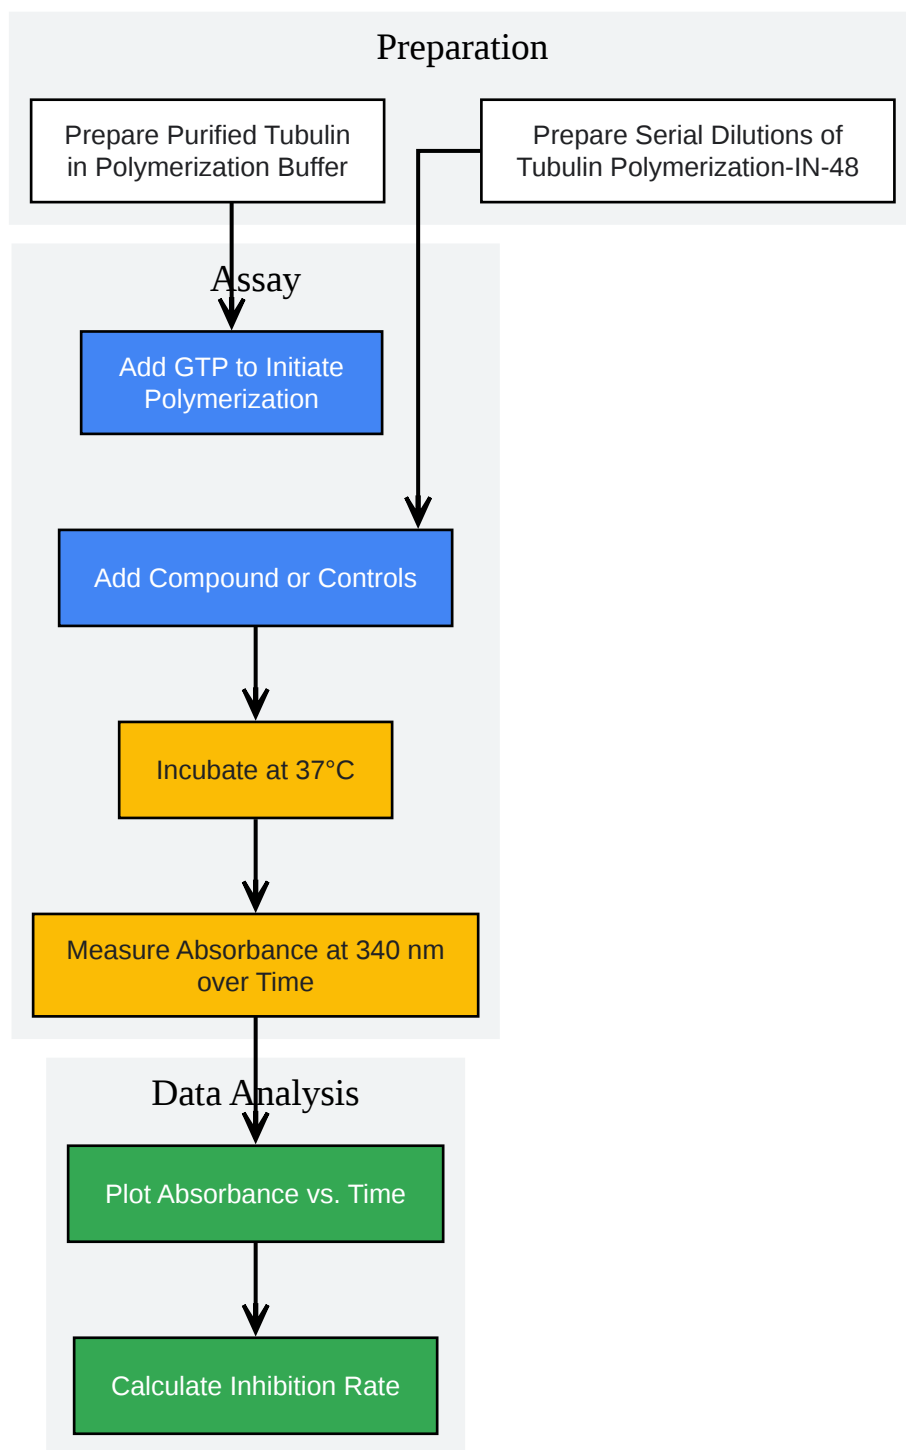 Preparation
Prepare Purified Tubulin
in Polymerization Buffer
Prepare Serial Dilutions of
Tubulin Polymerization-IN-48
Assay
Add GTP to Initiate
Polymerization
Add Compound or Controls
Incubate at 37°C
Measure Absorbance at 340 nm
over Time
Data Analysis
Plot Absorbance vs. Time
Calculate Inhibition Rate